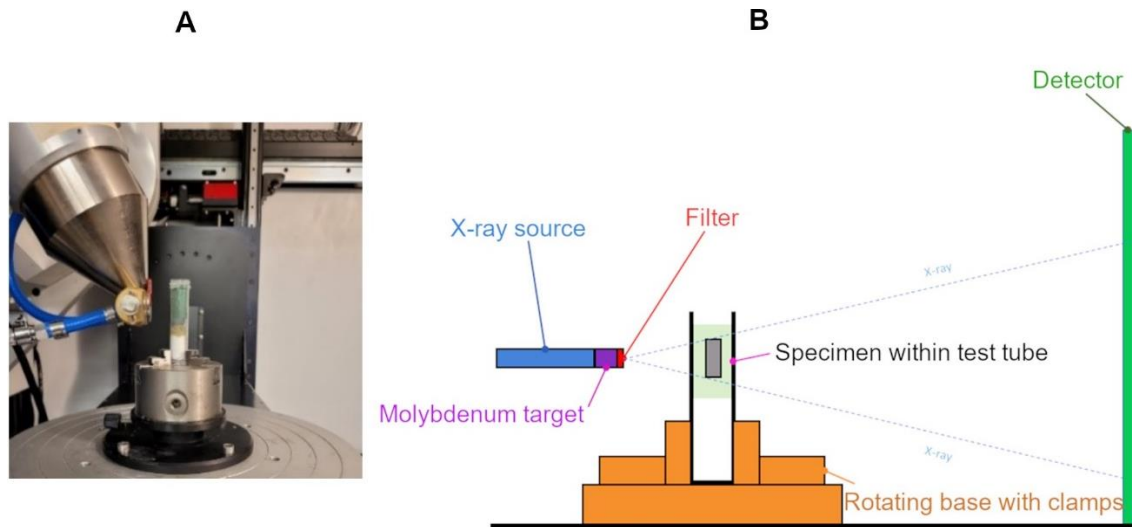 A
B
Detector
X-ray source
Filter
X-ray
Specimen within test tube
Molybdenum target
X-ray
Rotating base with clamps